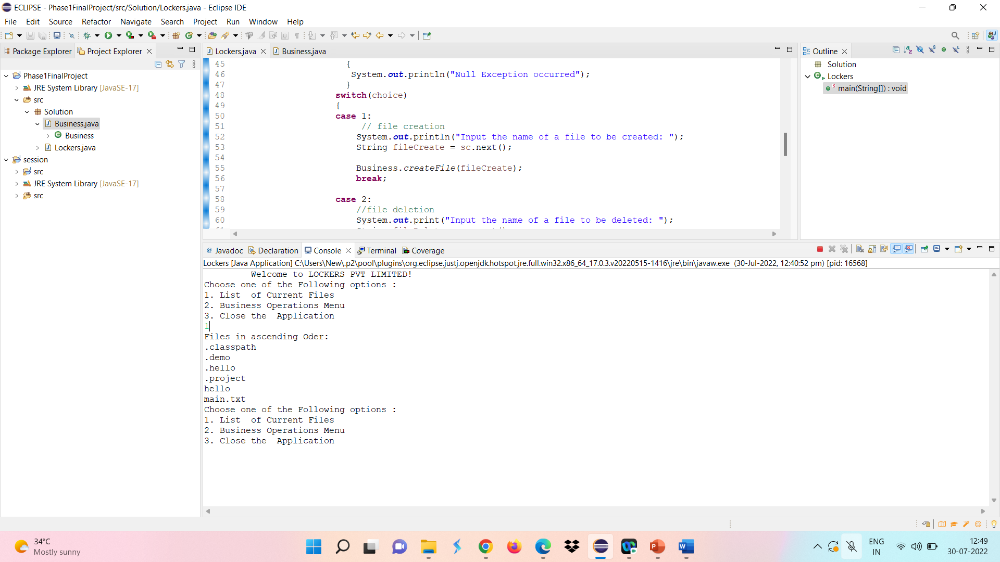 ECLIPSE - Phase1FinalProject/src/Solution/Lockers.java - Eclipse IDE
File Edit Source Refactor Navigate Search Project Run Window Help
Package Explorer Project Explorer
Phase1FinalProject
JRE System Library [JavaSE-17]
src
Solution
Business.java
Business
Lockers.java
session
src
JRE System Library [JavaSE-17]
src
Lockers.java Business.java
45 {
46 System.out.println("Null Exception occurred");
47 }
48 switch(choice)
49 {
50 case 1:
51 // file creation
52 System.out.println("Input the name of a file to be created: ");
53 String fileCreate = sc.next();
54
55 Business.createFile(fileCreate);
56 break;
57
58 case 2:
59 //file deletion
60 System.out.print("Input the name of a file to be deleted: ");
Outline
Solution
Lockers
main(String[]) : void
Javadoc Declaration Console Terminal Coverage
Lockers [Java Application] C:\Users\New\.p2\pool\plugins\org.eclipse.justj.openjdk.hotspot.jre.full.win32.x86_64_17.0.3.v20220515-1416\jre\bin\javaw.exe (30-Jul-2022, 12:40:52 pm) [pid: 16568]
Welcome to LOCKERS PVT LIMITED!
Choose one of the Following options :
1. List  of Current Files
2. Business Operations Menu
3. Close the  Application
1
Files in ascending Oder:
.classpath
.demo
.hello
.project
hello
main.txt
Choose one of the Following options :
1. List  of Current Files
2. Business Operations Menu
3. Close the  Application
34°C
Mostly sunny
ENG
IN
12:49
30-07-2022